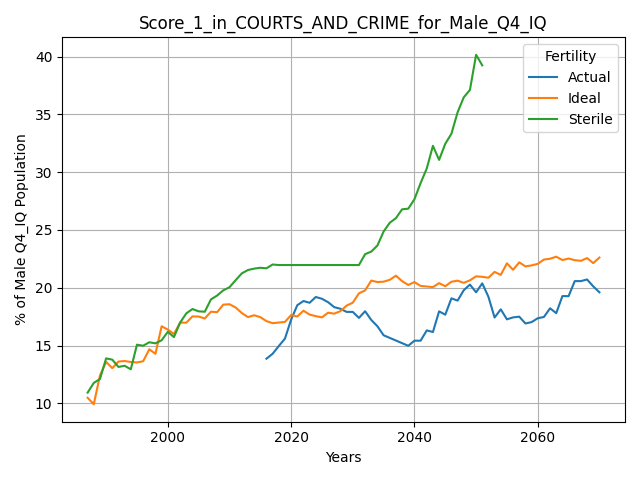 Score_1_in_COURTS_AND_CRIME_for_Male_Q4_IQ
Fertility
Actual
Ideal
Sterile
% of Male Q4_IQ Population
40
35
30
25
20
15
10
2000
2020
2040
2060
Years